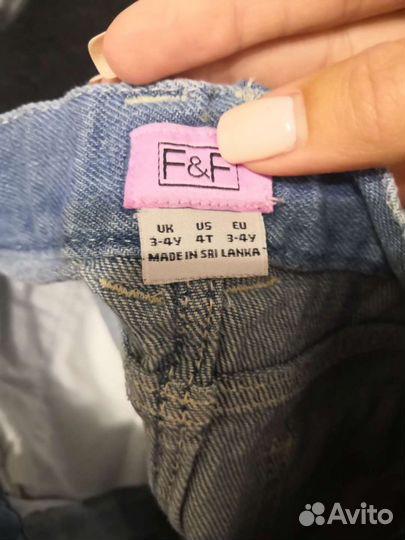 F&F
UK US EU
3-4Y 4T 3-4Y
MADE IN SRI LANKA
Avito